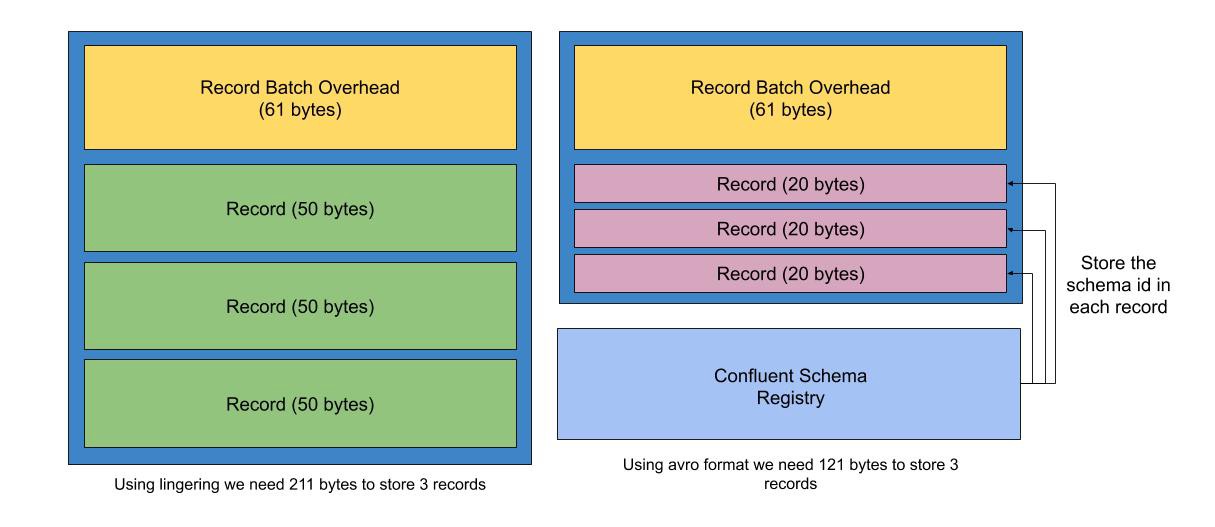 Record Batch Overhead
(61 bytes)
Record (50 bytes)
Record (50 bytes)
Record (50 bytes)
Using lingering we need 211 bytes to store 3 records
Record Batch Overhead
(61 bytes)
Record (20 bytes)
Record (20 bytes)
Record (20 bytes)
Store the
schema id in
each record
Confluent Schema
Registry
Using avro format we need 121 bytes to store 3
records